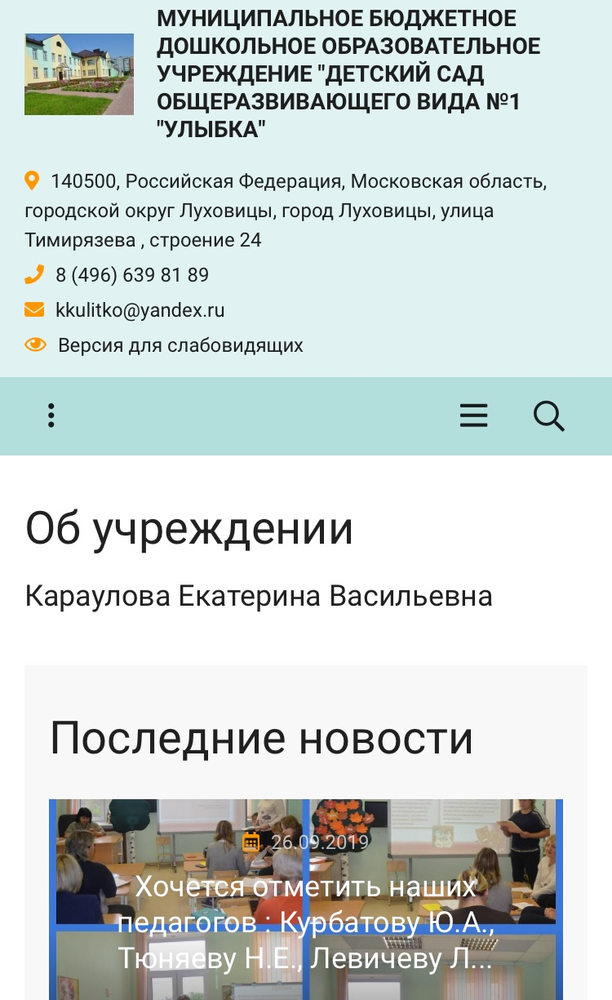 МУНИЦИПАЛЬНОЕ БЮДЖЕТНОЕ
ДОШКОЛЬНОЕ ОБРАЗОВАТЕЛЬНОЕ
УЧРЕЖДЕНИЕ "ДЕТСКИЙ САД
ОБЩЕРАЗВИВАЮЩЕГО ВИДА №1
"УЛЫБКА"
140500, Российская Федерация, Московская область,
городской округ Луховицы, город Луховицы, улица
Тимирязева , строение 24
8 (496) 639 81 89
kkulitko@yandex.ru
Версия для слабовидящих
Об учреждении
Караулова Екатерина Васильевна
Последние новости
26.09.2019
Хочется отметить наших
педагогов : Курбатову Ю.А.,
Тюняеву Н.Е., Левичеву Л...